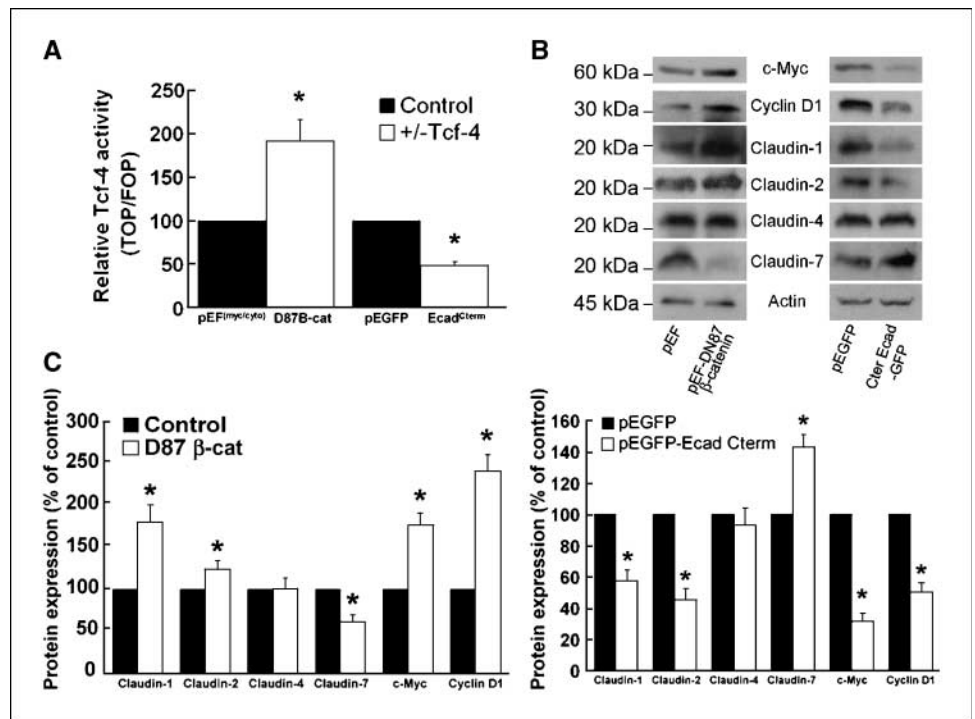 A
Relative Tcf-4 activity
(TOP/FOP)
250
200
150
100
50
0
*
*
Control
+/-Tcf-4
pEF(myc/cyto)
D87B-cat
pEGFP
EcadCterm
B
60 kDa
c-Myc
30 kDa
Cyclin D1
20 kDa
Claudin-1
20 kDa
Claudin-2
20 kDa
Claudin-4
20 kDa
Claudin-7
45 kDa
Actin
pEF
pEF-DN87
β-catenin
pEGFP
Cter Ecad
-GFP
C
Protein expression (% of control)
300
250
200
150
100
50
0
Control
D87 β-cat
*
*
*
*
*
Claudin-1
Claudin-2
Claudin-4
Claudin-7
c-Myc
Cyclin D1
Protein expression (% of control)
160
140
120
100
80
60
40
20
0
pEGFP
pEGFP-Ecad Cterm
*
*
*
*
*
Claudin-1
Claudin-2
Claudin-4
Claudin-7
c-Myc
Cyclin D1